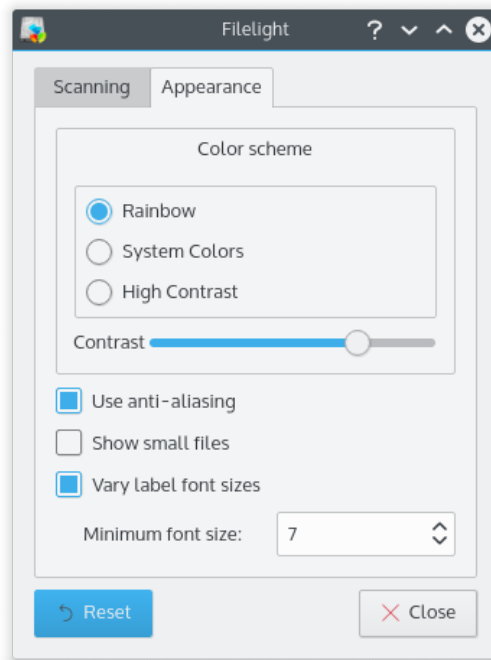 Filelight
Scanning Appearance
Color scheme
Rainbow
System Colors
High Contrast
Contrast
Use anti-aliasing
Show small files
Vary label font sizes
Minimum font size: 7
Reset Close